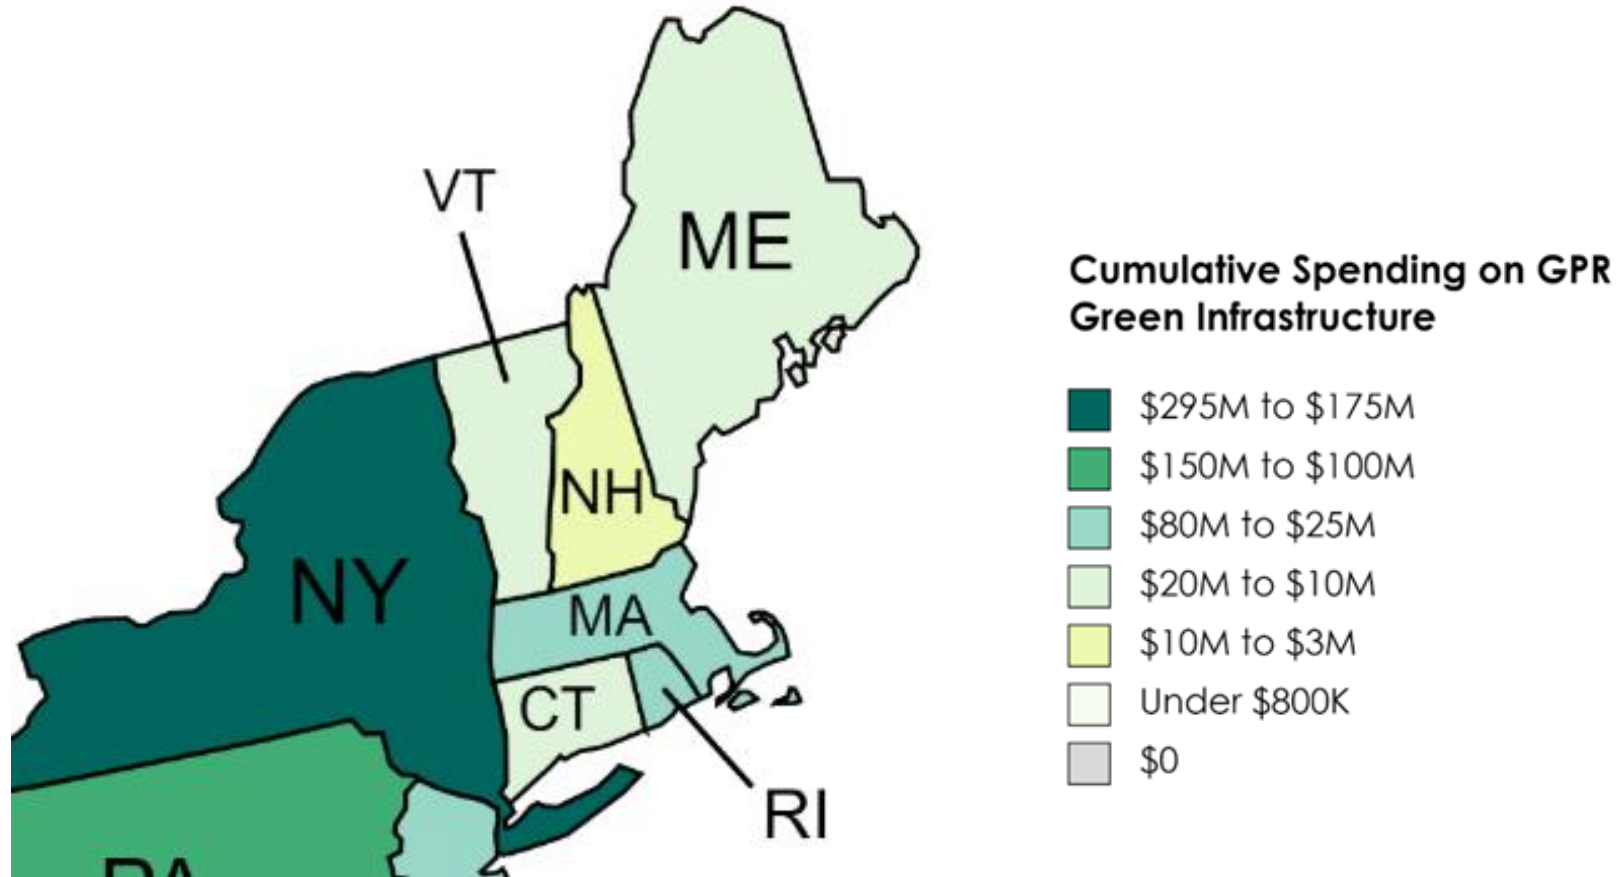 VT
ME
NH
NY
MA
CT
RI
PA
Cumulative Spending on GPR
Green Infrastructure
$295M to $175M
$150M to $100M
$80M to $25M
$20M to $10M
$10M to $3M
Under $800K
$0